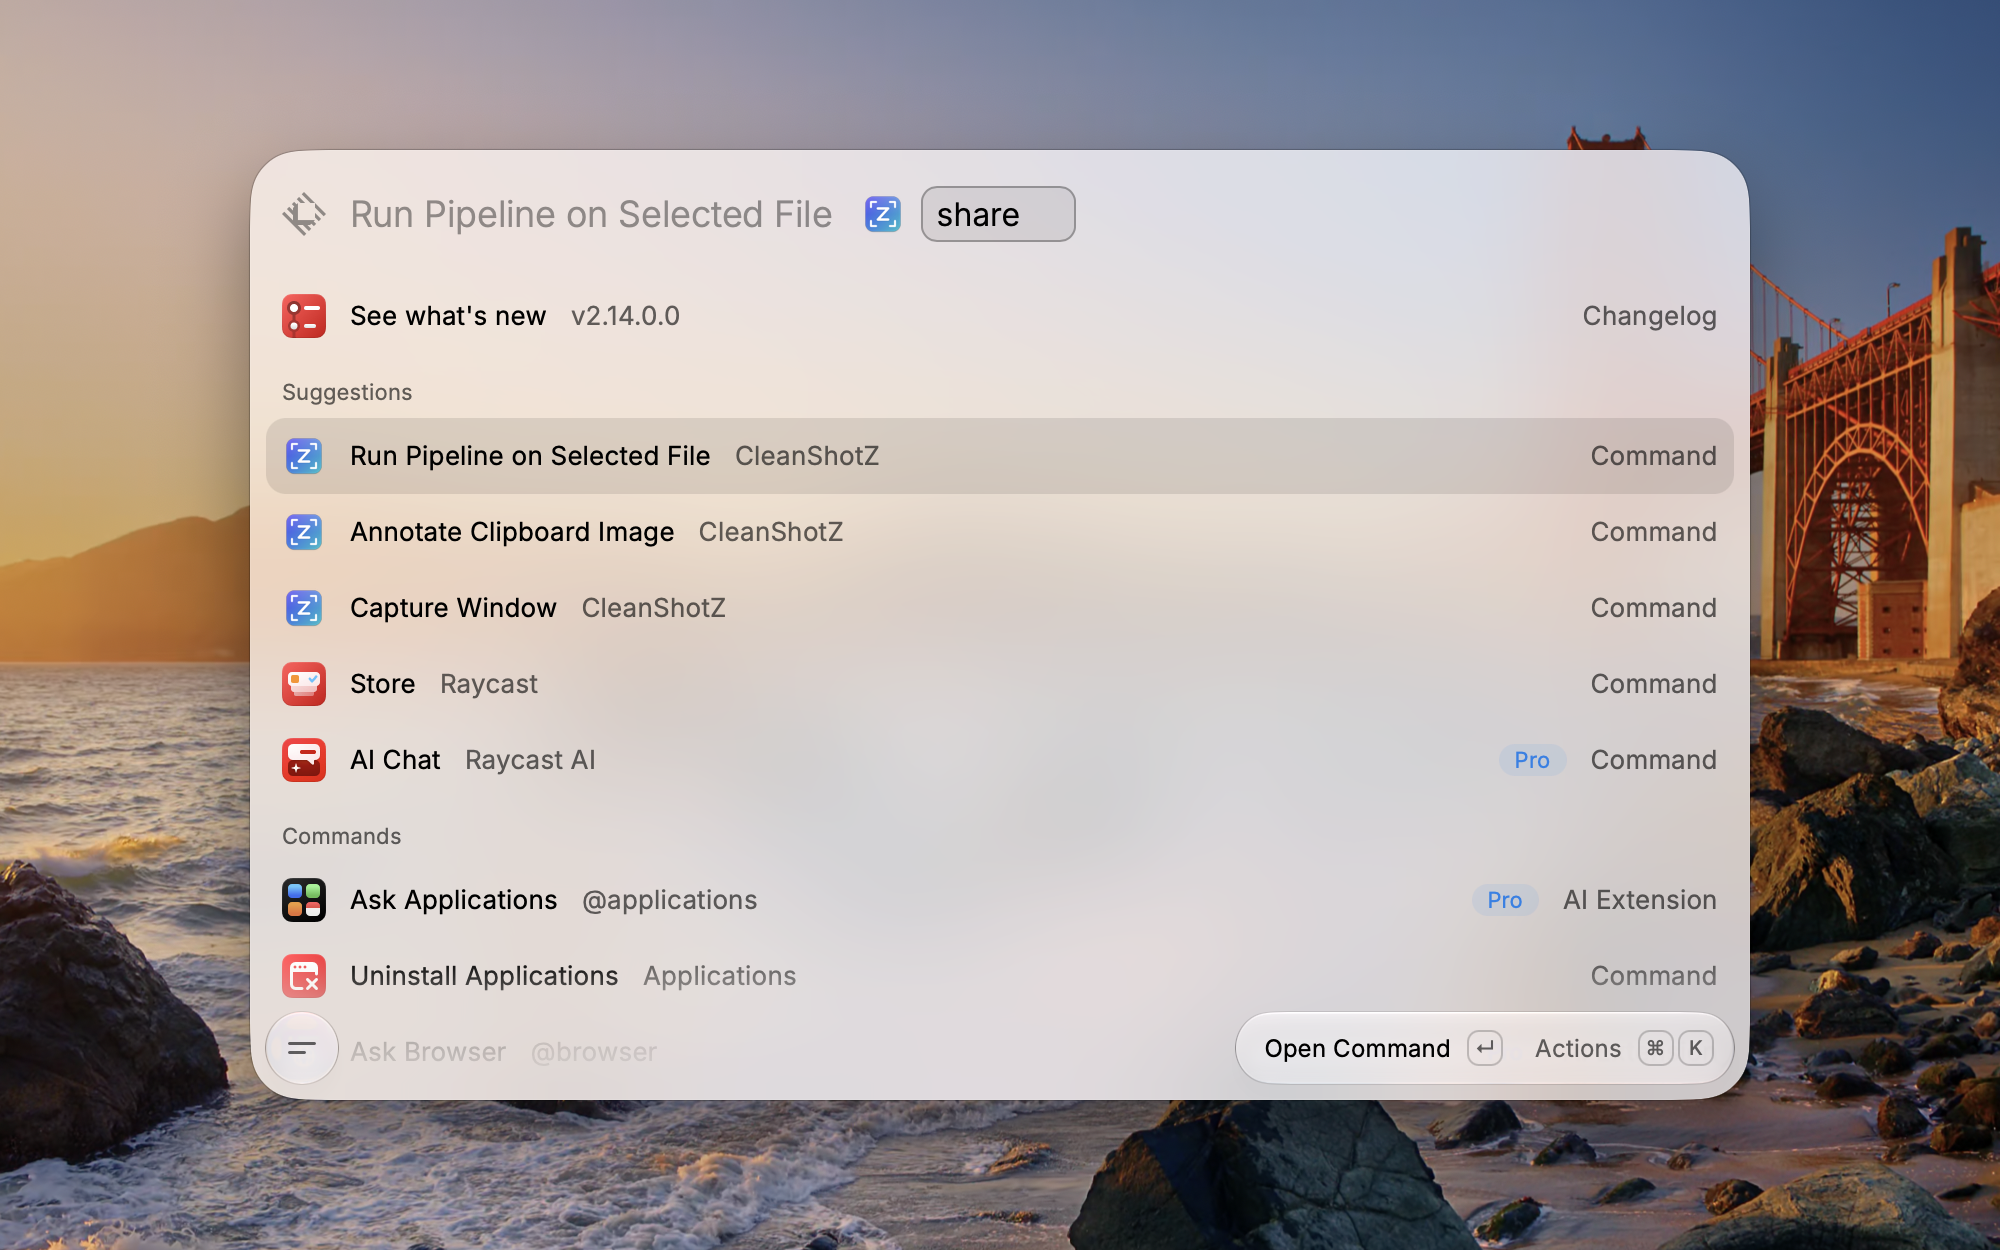 Run Pipeline on Selected File share
See what's new v2.14.0.0 Changelog
Suggestions
Run Pipeline on Selected File CleanShotZ Command
Annotate Clipboard Image CleanShotZ Command
Capture Window CleanShotZ Command
Store Raycast Command
AI Chat Raycast AI Pro Command
Commands
Ask Applications @applications Pro AI Extension
Uninstall Applications Applications Command
Ask Browser @browser
Open Command ↵ Actions ⌘ K